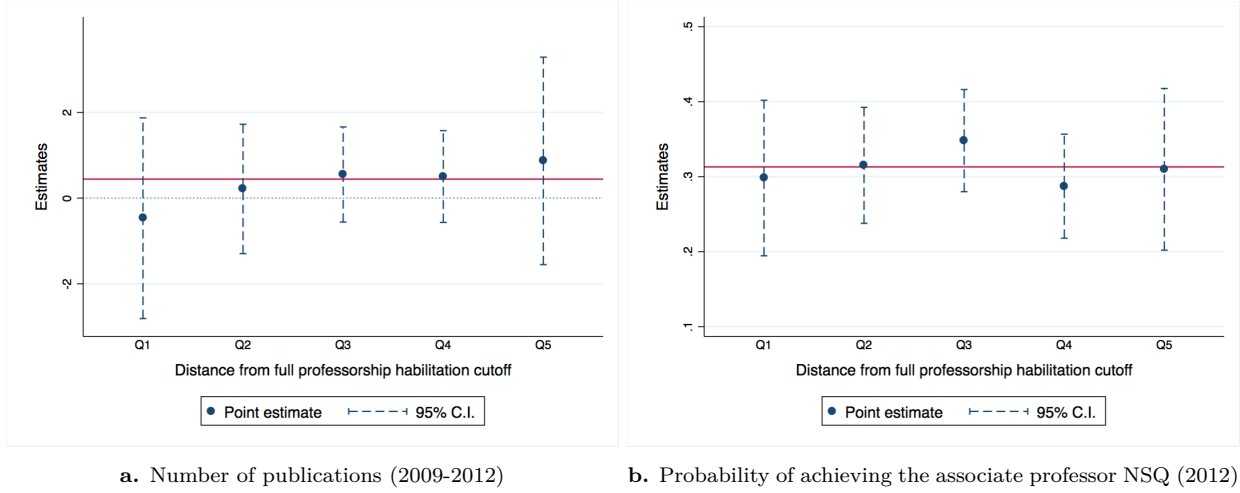 2
0
-2
Estimates
Q1 Q2 Q3 Q4 Q5
Distance from full professorship habilitation cutoff
Point estimate 95% C.I.
.5
.4
.3
.2
.1
Estimates
Q1 Q2 Q3 Q4 Q5
Distance from full professorship habilitation cutoff
Point estimate 95% C.I.
a. Number of publications (2009-2012)
b. Probability of achieving the associate professor NSQ (2012)